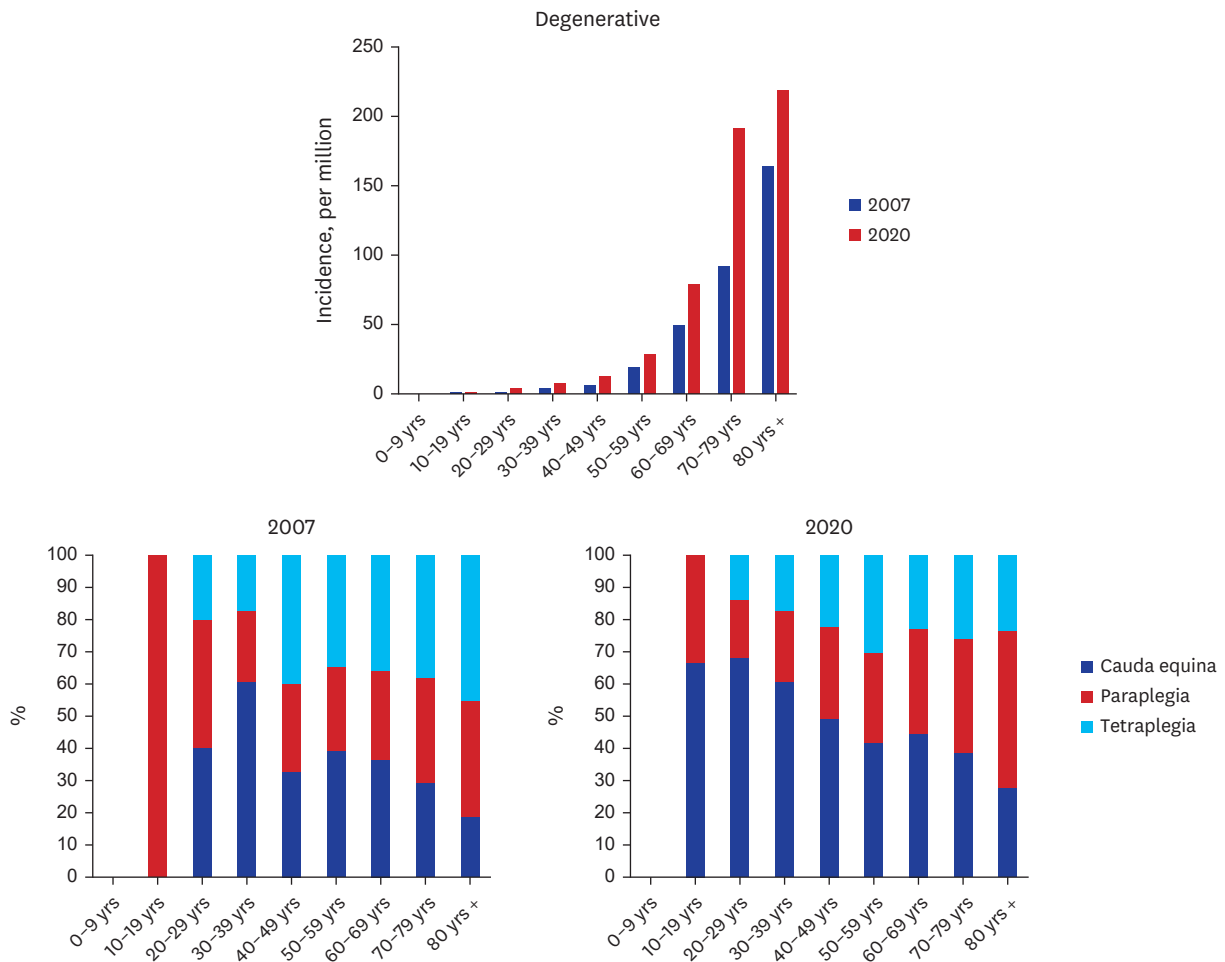 Degenerative
250
200
150
100
50
0
Incidence, per million
0–9 yrs
10–19 yrs
20–29 yrs
30–39 yrs
40–49 yrs
50–59 yrs
60–69 yrs
70–79 yrs
80 yrs +
2007
2020
2007
100
90
80
70
60
50
40
30
20
10
0
%
0–9 yrs
10–19 yrs
20–29 yrs
30–39 yrs
40–49 yrs
50–59 yrs
60–69 yrs
70–79 yrs
80 yrs +
2020
100
90
80
70
60
50
40
30
20
10
0
%
0–9 yrs
10–19 yrs
20–29 yrs
30–39 yrs
40–49 yrs
50–59 yrs
60–69 yrs
70–79 yrs
80 yrs +
Cauda equina
Paraplegia
Tetraplegia